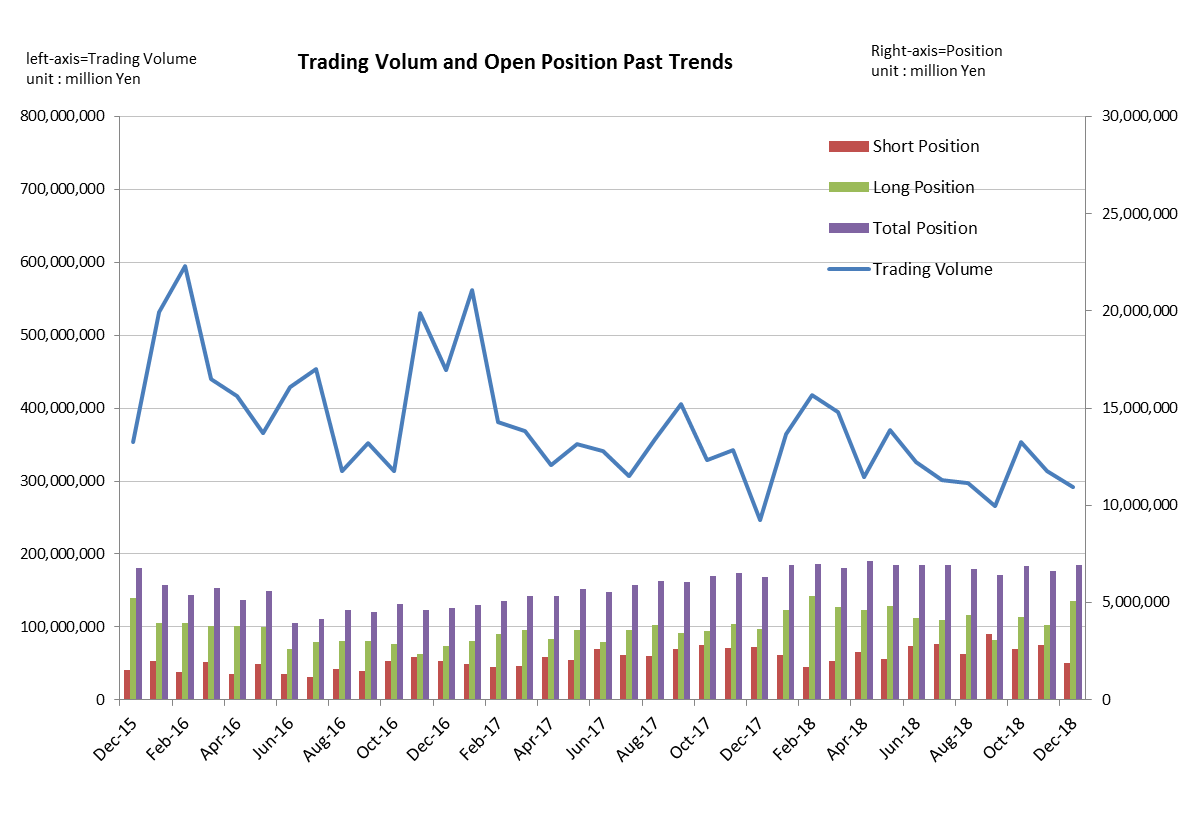 left-axis=Trading Volume
unit : million Yen
Trading Volum and Open Position Past Trends
Right-axis=Position
unit : million Yen
800,000,000
700,000,000
600,000,000
500,000,000
400,000,000
300,000,000
200,000,000
100,000,000
0
30,000,000
25,000,000
20,000,000
15,000,000
10,000,000
5,000,000
0
Short Position
Long Position
Total Position
Trading Volume
Dec-15
Feb-16
Apr-16
Jun-16
Aug-16
Oct-16
Dec-16
Feb-17
Apr-17
Jun-17
Aug-17
Oct-17
Dec-17
Feb-18
Apr-18
Jun-18
Aug-18
Oct-18
Dec-18